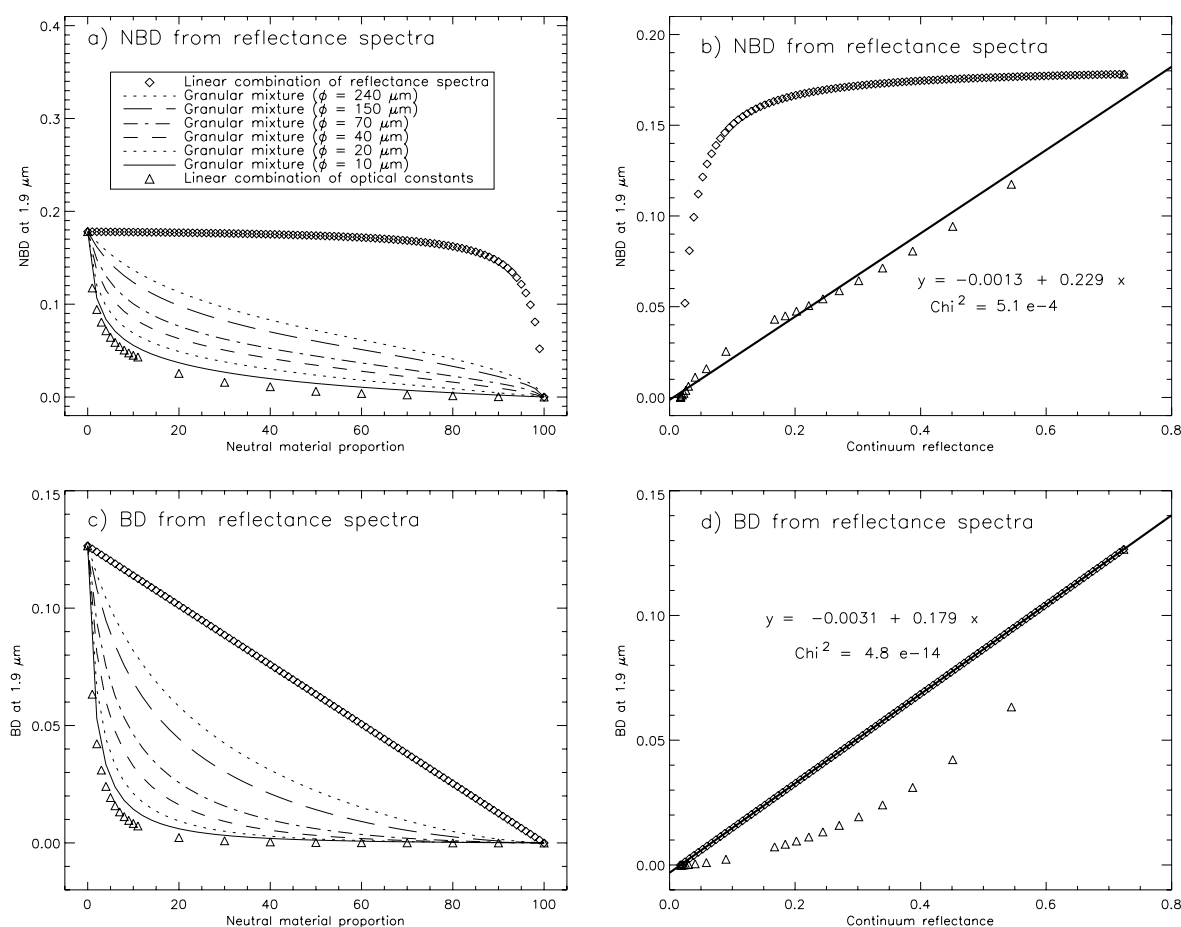 a) NBD from reflectance spectra
Linear combination of reflectance spectra
Granular mixture (ϕ = 240 μm)
Granular mixture (ϕ = 150 μm)
Granular mixture (ϕ = 70 μm)
Granular mixture (ϕ = 40 μm)
Granular mixture (ϕ = 20 μm)
Granular mixture (ϕ = 10 μm)
Linear combination of optical constants
NBD at 1.9 μm
0.4
0.3
0.2
0.1
0.0
0 20 40 60 80 100
Neutral material proportion
b) NBD from reflectance spectra
y = -0.0013 + 0.229 x
Chi² = 5.1 e-4
NBD at 1.9 μm
0.20
0.15
0.10
0.05
0.00
0.0 0.2 0.4 0.6 0.8
Continuum reflectance
c) BD from reflectance spectra
BD at 1.9 μm
0.15
0.10
0.05
0.00
0 20 40 60 80 100
Neutral material proportion
d) BD from reflectance spectra
y = -0.0031 + 0.179 x
Chi² = 4.8 e-14
BD at 1.9 μm
0.15
0.10
0.05
0.00
0.0 0.2 0.4 0.6 0.8
Continuum reflectance